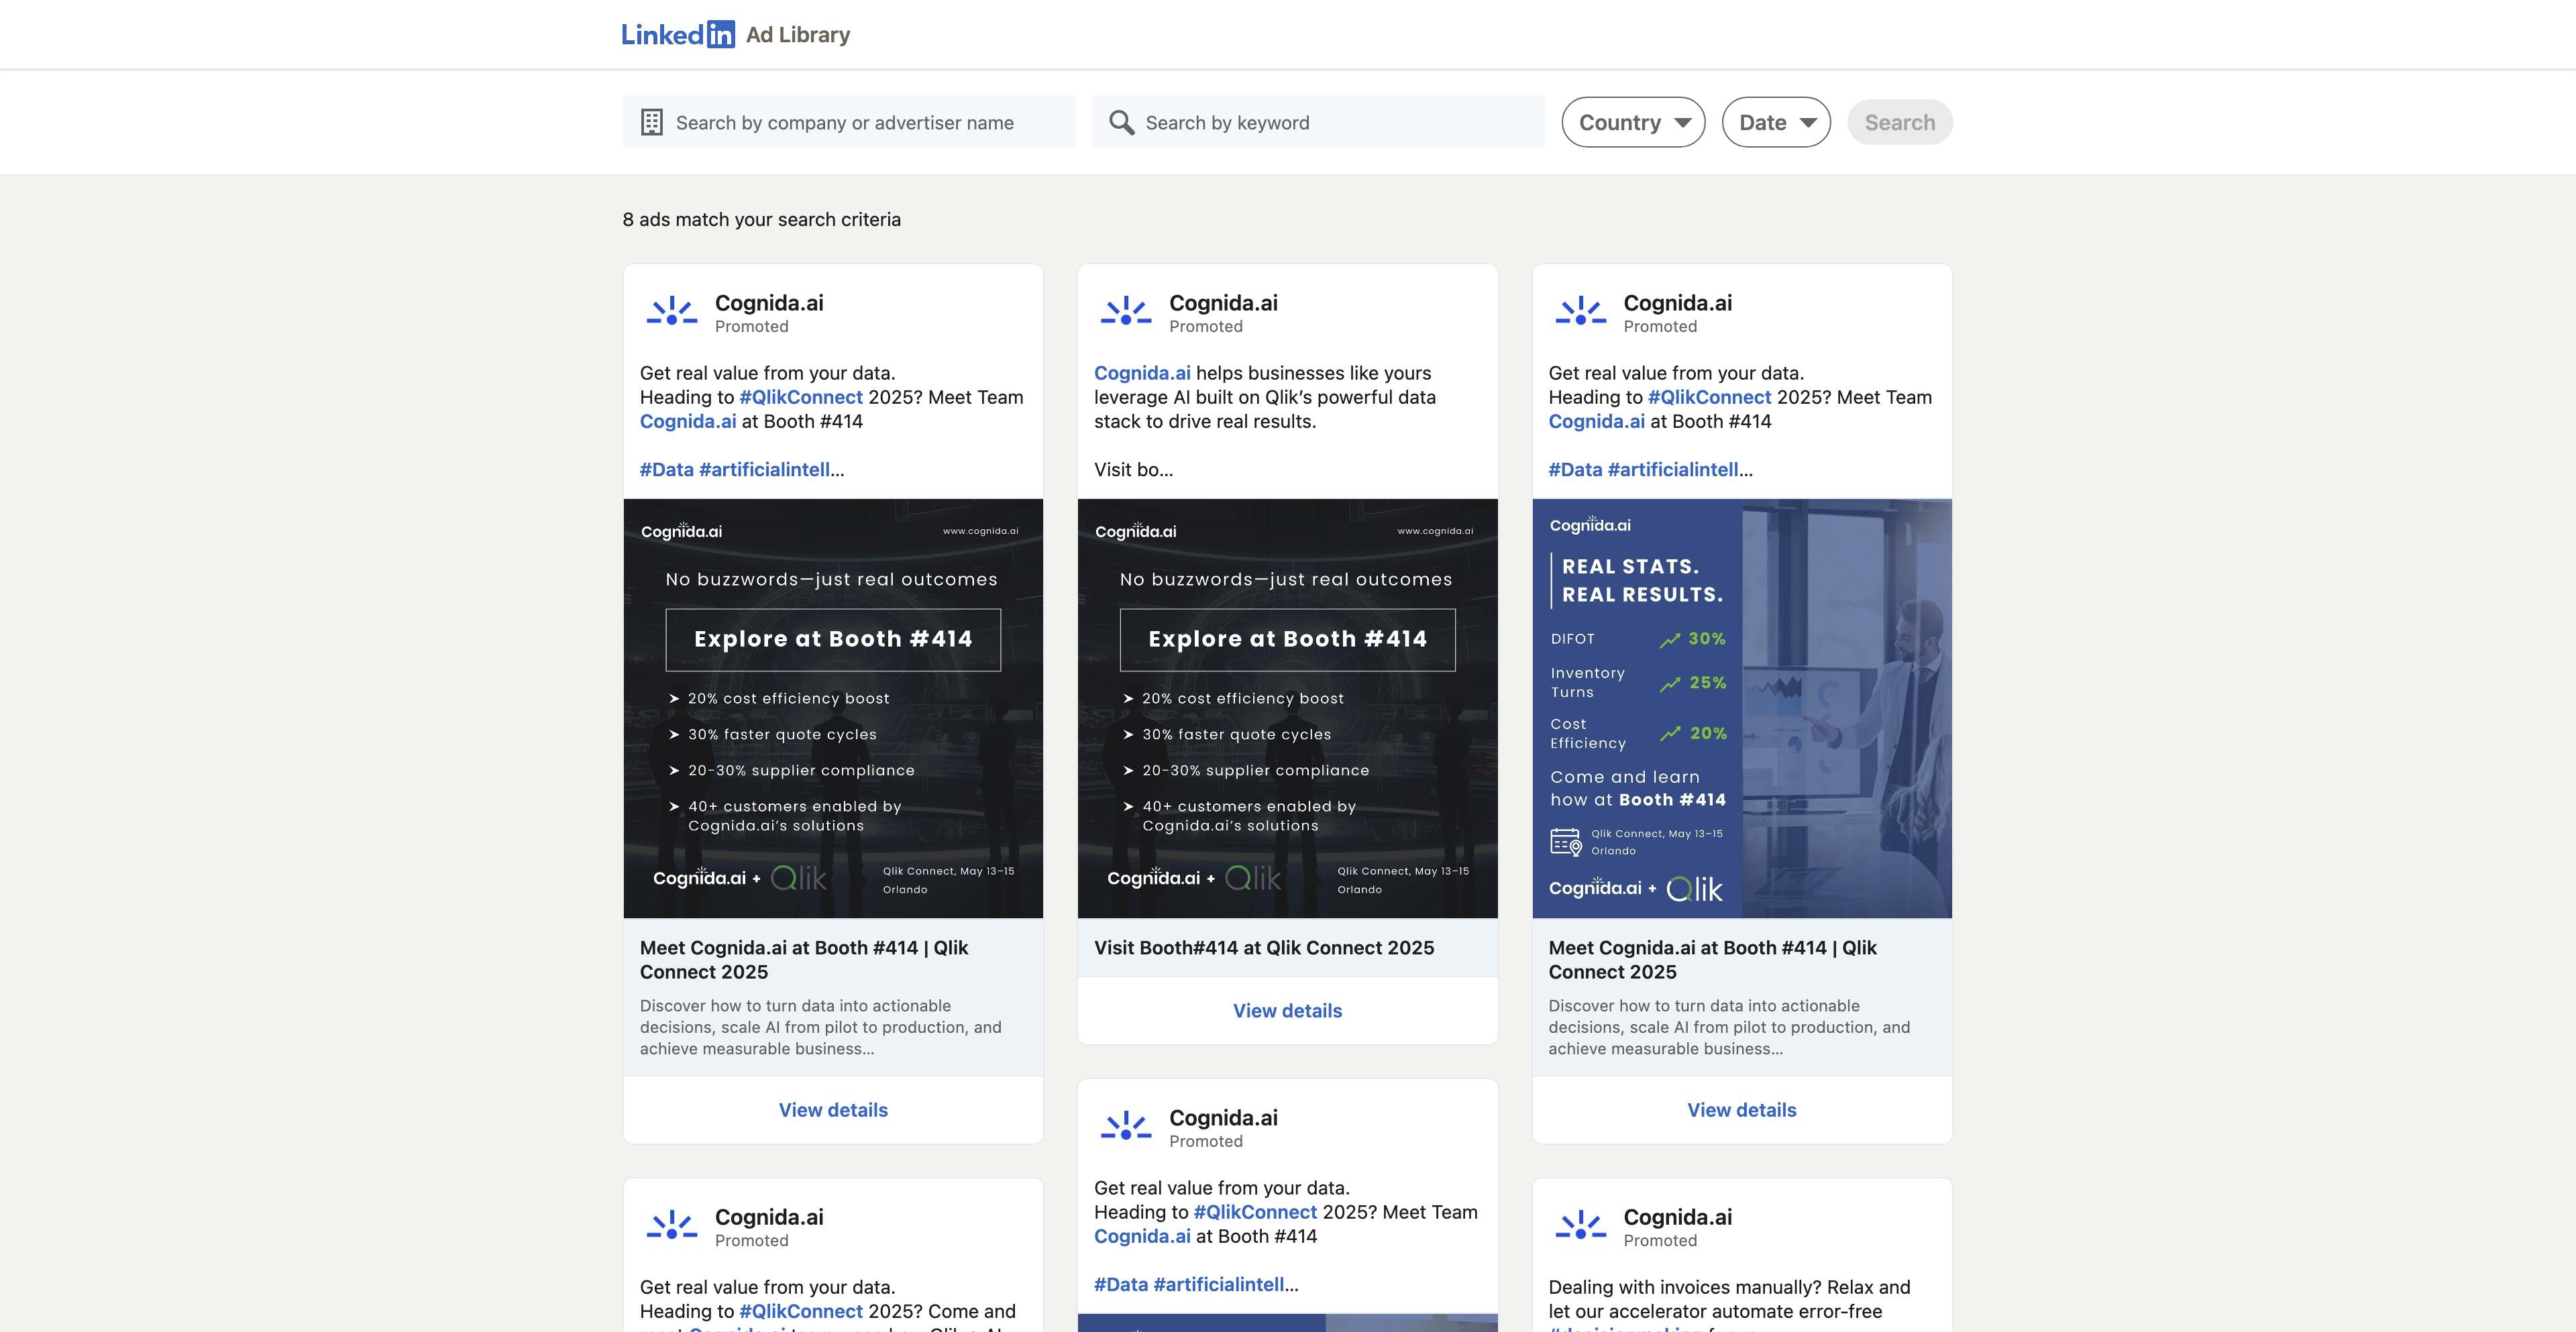 LinkedIn Ad Library
Search by company or advertiser name
Search by keyword
Country
Date
Search
8 ads match your search criteria
Cognida.ai
Promoted
Get real value from your data.
Heading to #QlikConnect 2025? Meet Team
Cognida.ai at Booth #414
#Data #artificialintell...
Cognida.ai
www.cognida.ai
No buzzwords—just real outcomes
Explore at Booth #414
➤ 20% cost efficiency boost
➤ 30% faster quote cycles
➤ 20-30% supplier compliance
➤ 40+ customers enabled by
Cognida.ai's solutions
Cognida.ai + Qlik
Qlik Connect, May 13–15
Orlando
Meet Cognida.ai at Booth #414 | Qlik
Connect 2025
Discover how to turn data into actionable
decisions, scale AI from pilot to production, and
achieve measurable business...
View details
Cognida.ai
Promoted
Get real value from your data.
Heading to #QlikConnect 2025? Come and
Cognida.ai
Promoted
Cognida.ai helps businesses like yours
leverage AI built on Qlik’s powerful data
stack to drive real results.
Visit bo...
Cognida.ai
www.cognida.ai
No buzzwords—just real outcomes
Explore at Booth #414
➤ 20% cost efficiency boost
➤ 30% faster quote cycles
➤ 20-30% supplier compliance
➤ 40+ customers enabled by
Cognida.ai's solutions
Cognida.ai + Qlik
Qlik Connect, May 13–15
Orlando
Visit Booth#414 at Qlik Connect 2025
View details
Cognida.ai
Promoted
Get real value from your data.
Heading to #QlikConnect 2025? Meet Team
Cognida.ai at Booth #414
#Data #artificialintell...
Cognida.ai
Promoted
Get real value from your data.
Heading to #QlikConnect 2025? Meet Team
Cognida.ai at Booth #414
#Data #artificialintell...
Cognida.ai
REAL STATS.
REAL RESULTS.
DIFOT 30%
Inventory
Turns 25%
Cost
Efficiency 20%
Come and learn
how at Booth #414
Qlik Connect, May 13–15
Orlando
Cognida.ai + Qlik
Meet Cognida.ai at Booth #414 | Qlik
Connect 2025
Discover how to turn data into actionable
decisions, scale AI from pilot to production, and
achieve measurable business...
View details
Cognida.ai
Promoted
Dealing with invoices manually? Relax and
let our accelerator automate error-free